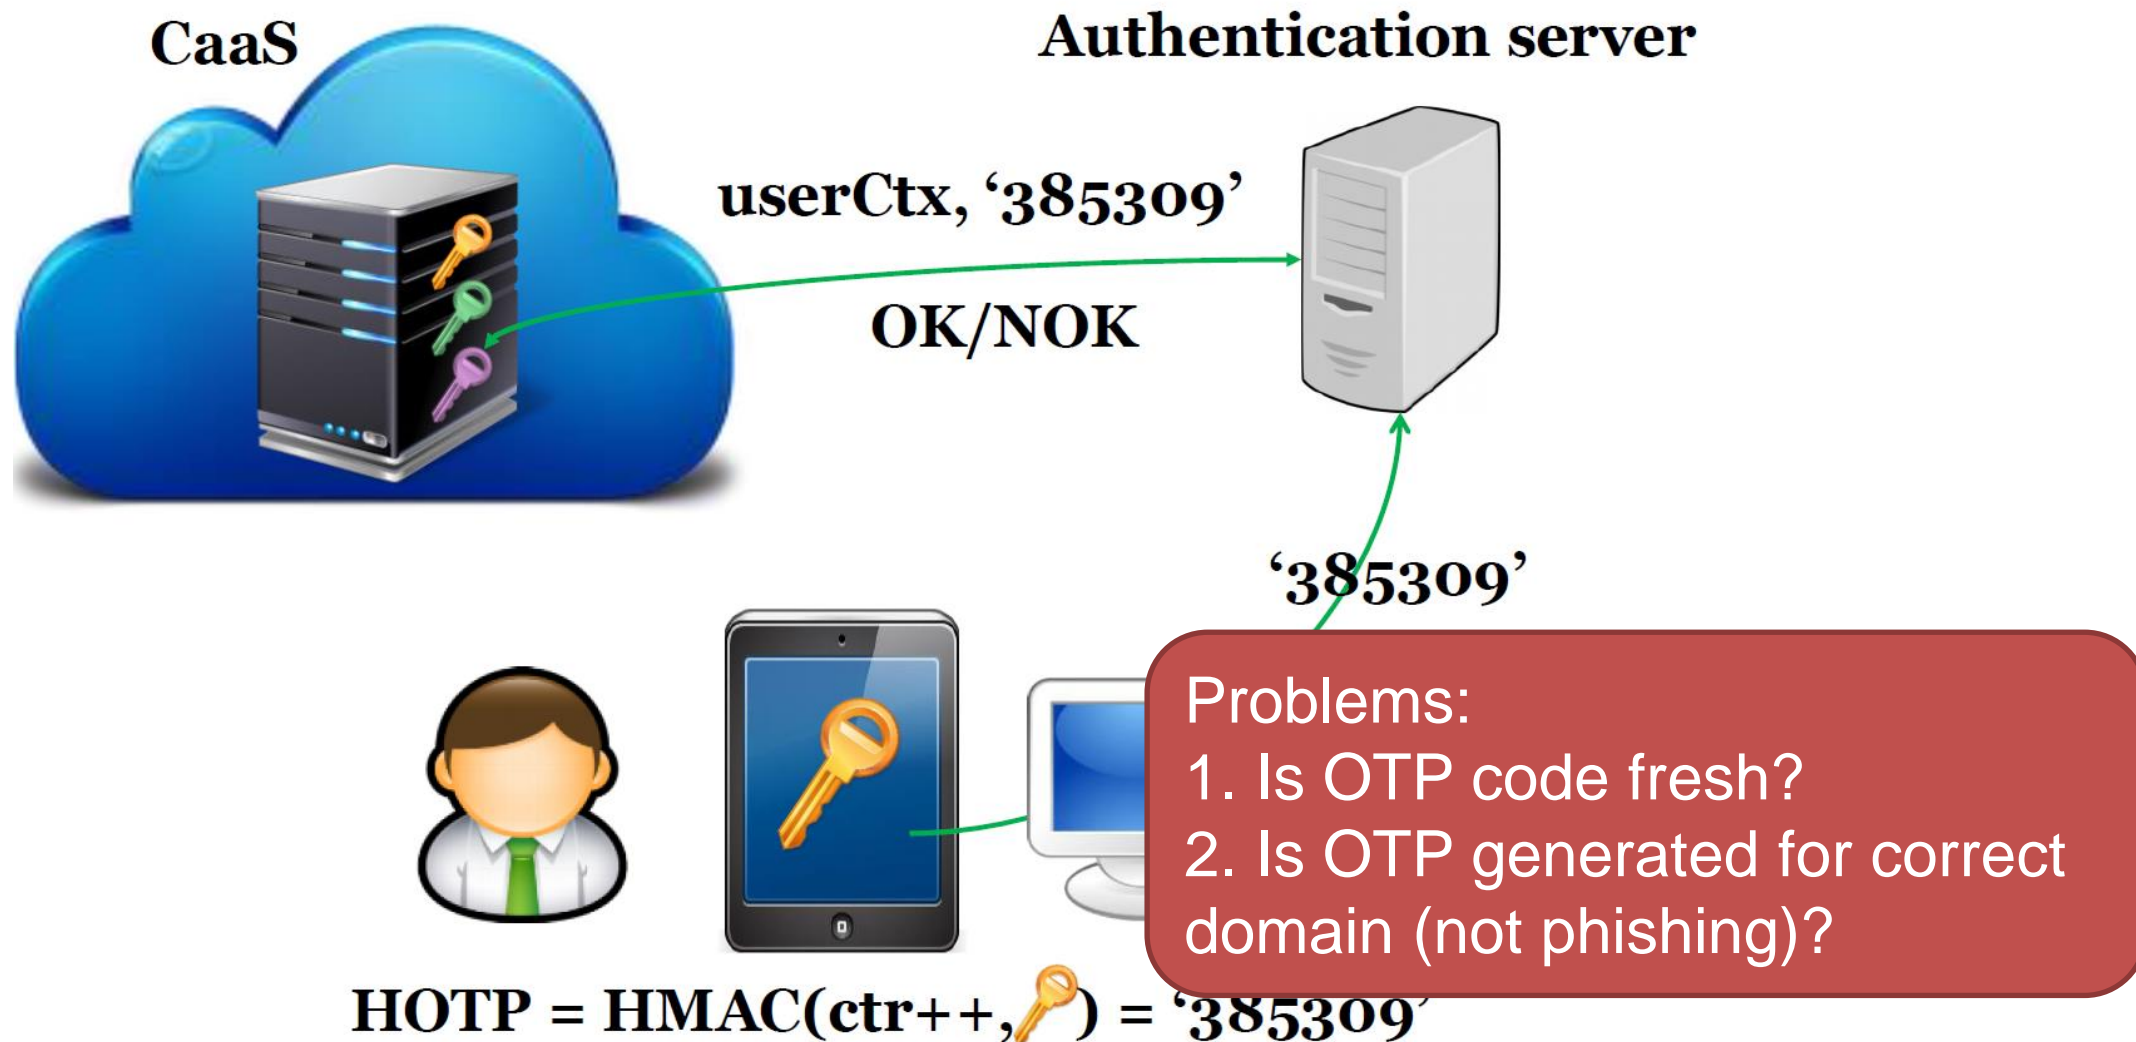 CaaS
Authentication server
userCtx, ‘385309’
OK/NOK
‘385309’
Problems:
1. Is OTP code fresh?
2. Is OTP generated for correct
domain (not phishing)?
HOTP = HMAC(ctr++, ) = ‘385309’